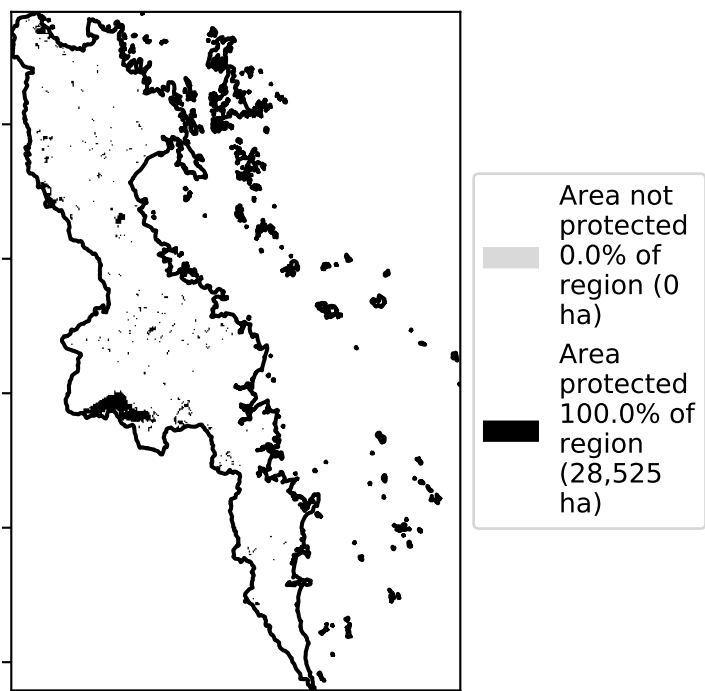 Area not
protected
0.0% of
region (0
ha)
Area
protected
100.0% of
region
(28,525
ha)